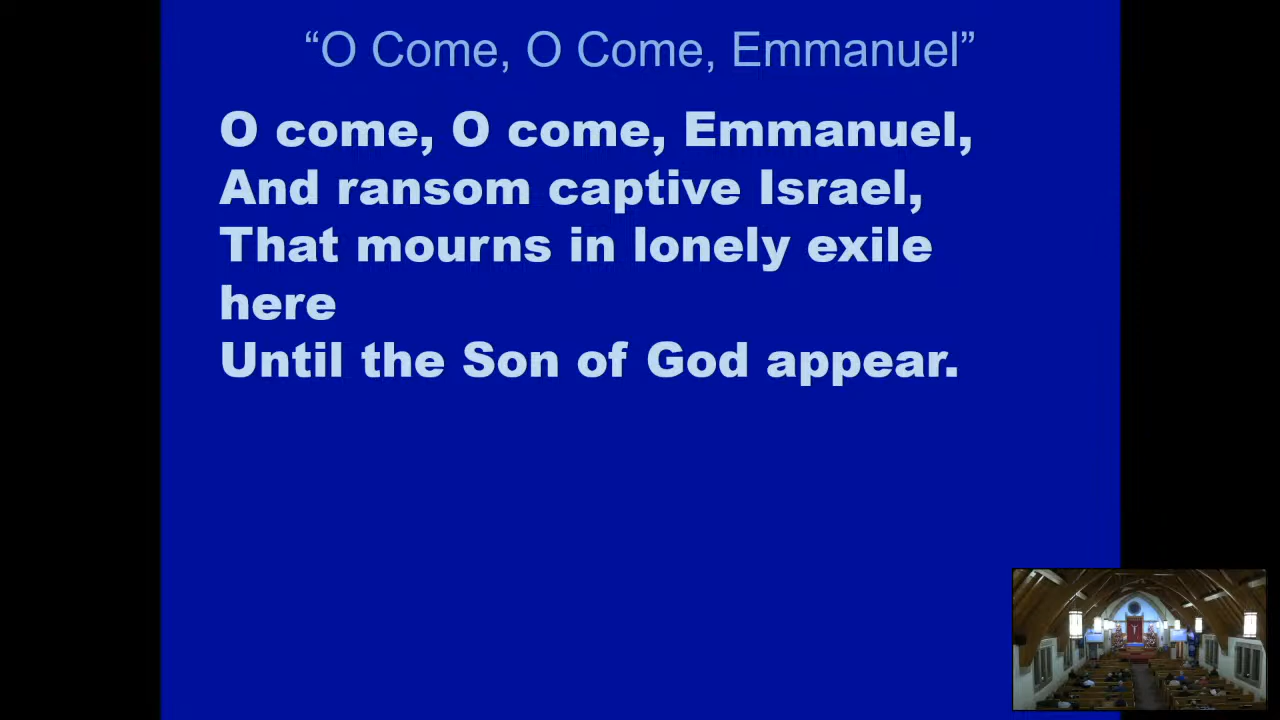 “O Come, O Come, Emmanuel”
O come, O come, Emmanuel,
And ransom captive Israel,
That mourns in lonely exile
here
Until the Son of God appear.